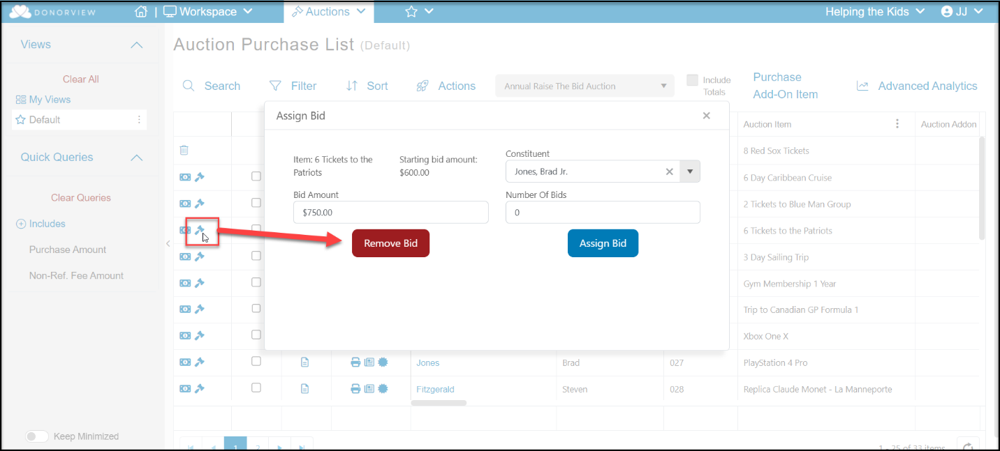 DONORVIEW
| Workspace
Auctions
Helping the Kids
JJ
Views
Clear All
My Views
Default
Quick Queries
Clear Queries
Includes
Purchase Amount
Non-Ref. Fee Amount
Keep Minimized
Auction Purchase List (Default)
Search
Filter
Sort
Actions
Annual Raise The Bid Auction
Include
Totals
Purchase
Add-On Item
Advanced Analytics
Assign Bid
Item: 6 Tickets to the
Patriots
Starting bid amount:
$600.00
Constituent
Jones, Brad Jr.
Bid Amount
$750.00
Number Of Bids
0
Remove Bid
Assign Bid
Auction Item
Auction Addon
8 Red Sox Tickets
6 Day Caribbean Cruise
2 Tickets to Blue Man Group
6 Tickets to the Patriots
3 Day Sailing Trip
Gym Membership 1 Year
Trip to Canadian GP Formula 1
Xbox One X
Jones
Brad
027
PlayStation 4 Pro
Fitzgerald
Steven
028
Replica Claude Monet - La Manneporte
1
2
1 - 25 of 33 items